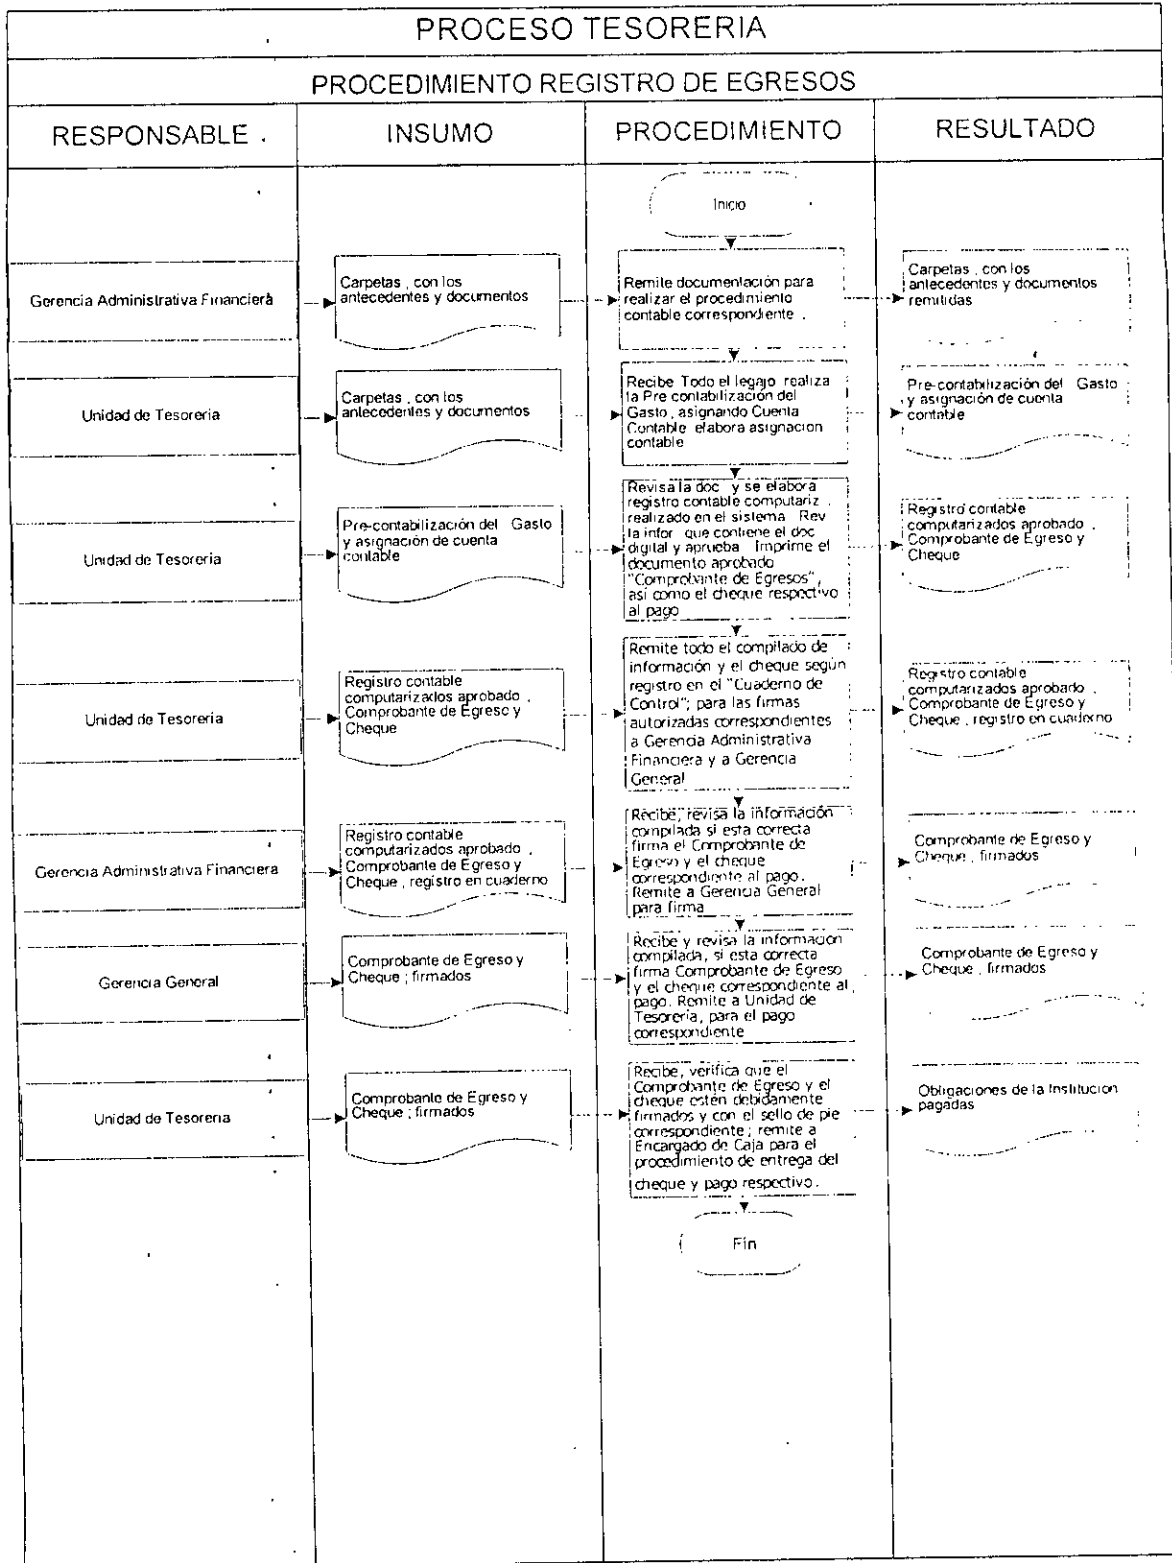 PROCESO TESORERIA
PROCEDIMIENTO REGISTRO DE EGRESOS
RESPONSABLE
INSUMO
PROCEDIMIENTO
RESULTADO
Inicio
Gerencia Administrativa Financiera
Carpetas , con los
antecedentes y documentos
Remite documentación para
realizar el procedimiento
contable correspondiente .
Carpetas , con los
antecedentes y documentos
remitidas
Unidad de Tesoreria
Carpetas , con los
antecedentes y documentos
Recibe Todo el legajo realiza
la Pre contabilización del
Gasto , asignando Cuenta
Contable elabora asignacion
contable
Pre-contabilización del Gasto
y asignación de cuenta
contable
Unidad de Tesoreria
Pre-contabilización del Gasto
y asignación de cuenta
contable
Revisa la doc y se elabora
registro contable computariz .
realizado en el sistema Rev
la infor que contiene el doc
digital y aprueba Imprime el
documento aprobado
"Comprobante de Egresos",
así como el cheque respectivo
al pago
Registro contable
computarizados aprobado .
Comprobante de Egreso y
Cheque
Unidad de Tesoreria
Registro contable
computarizados aprobado ,
Comprobante de Egreso y
Cheque
Remite todo el compilado de
información y el cheque según
registro en el "Cuaderno de
Control"; para las firmas
autorizadas correspondientes
a Gerencia Administrativa
Financiera y a Gerencia
General
Registro contable
computarizados aprobado .
Comprobante de Egreso y
Cheque , registro en cuaderno
Gerencia Administrativa Financiera
Registro contable
computarizados aprobado ,
Comprobante de Egreso y
Cheque , registro en cuaderno
Recibe, revisa la información
compilada si esta correcta
firma el Comprobante de
Egreso y el cheque
correspondiente al pago .
Remite a Gerencia General
para firma
Comprobante de Egreso y
Cheque , firmados
Gerencia General
Comprobante de Egreso y
Cheque ; firmados
Recibe y revisa la informacion
compilada, si esta correcta
firma Comprobante de Egreso
y el cheque correspondiente al
pago. Remite a Unidad de
Tesorería, para el pago
correspondiente
Comprobante de Egreso y
Cheque , firmados
Unidad de Tesoreria
Comprobante de Egreso y
Cheque ; firmados
Recibe, verifica que el
Comprobante de Egreso y el
cheque estén debidamente
firmados y con el sello de pie
correspondiente ; remite a
Encargado de Caja para el
procedimiento de entrega del
cheque y pago respectivo .
Obligaciones de la Institucion
pagadas
Fin